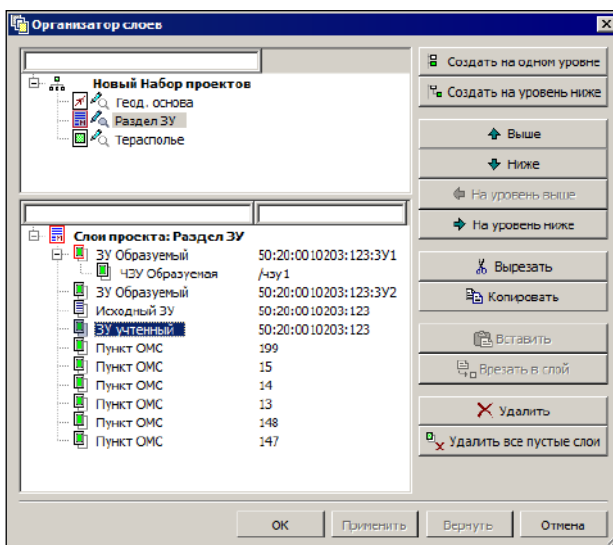 Организатор слоев
Новый Набор проектов
Геод. основа
Раздел ЗУ
Терасполье
Слои проекта: Раздел ЗУ
ЗУ Образуемый 50:20:0010203:123:ЗУ1
ЧЗУ Образуемая /чзу1
ЗУ Образуемый 50:20:0010203:123:ЗУ2
Исходный ЗУ 50:20:0010203:123
ЗУ учтенный 50:20:0010203:123
Пункт ОМС 199
Пункт ОМС 15
Пункт ОМС 14
Пункт ОМС 13
Пункт ОМС 148
Пункт ОМС 147
Создать на одном уровне
Создать на уровень ниже
Выше
Ниже
На уровень выше
На уровень ниже
Вырезать
Копировать
Вставить
Врезать в слой
Удалить
Удалить все пустые слои
ОК
Применить
Вернуть
Отмена